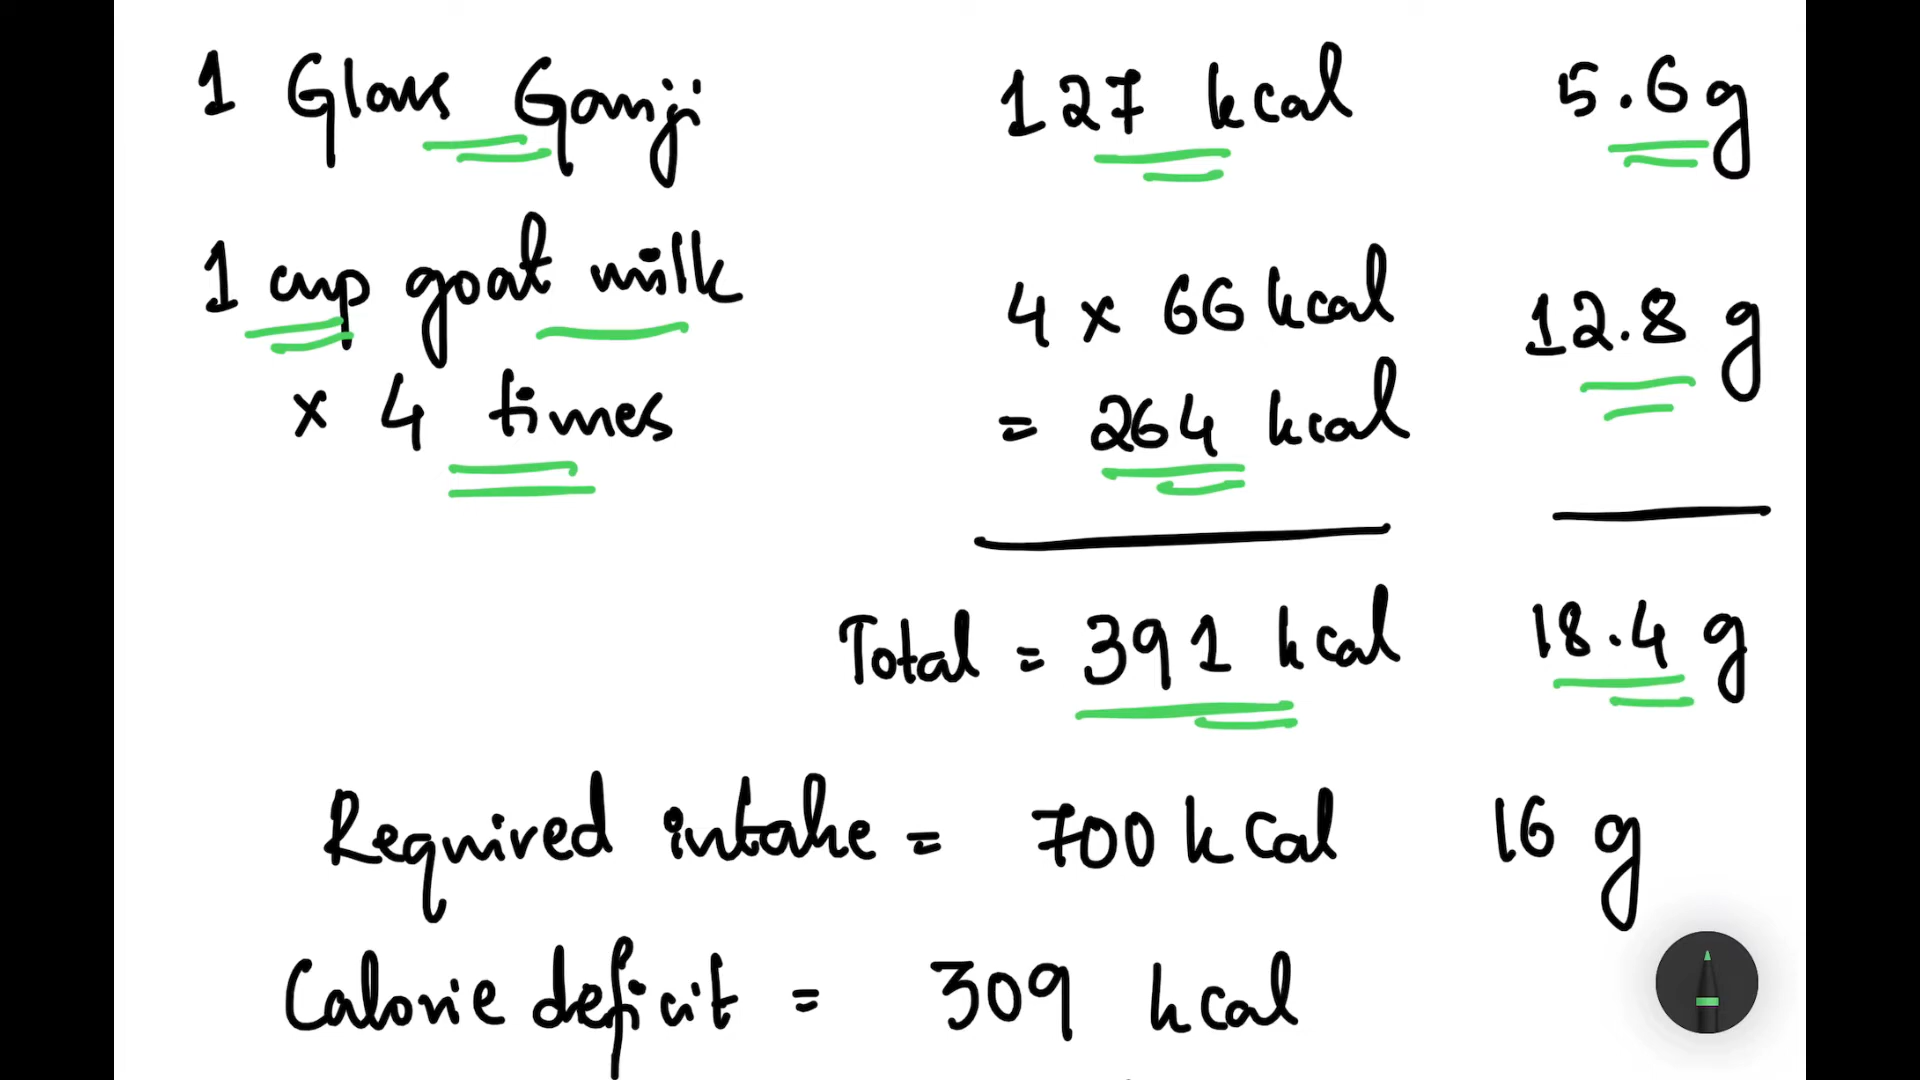 1 Glass Ganji 127 kcal 5.6 g
1 cup goat milk 4 x 66 kcal 12.8 g
x 4 times = 264 kcal
Total = 391 kcal 18.4 g
Required intake = 700 kCal 16 g
Calorie deficit = 309 kcal